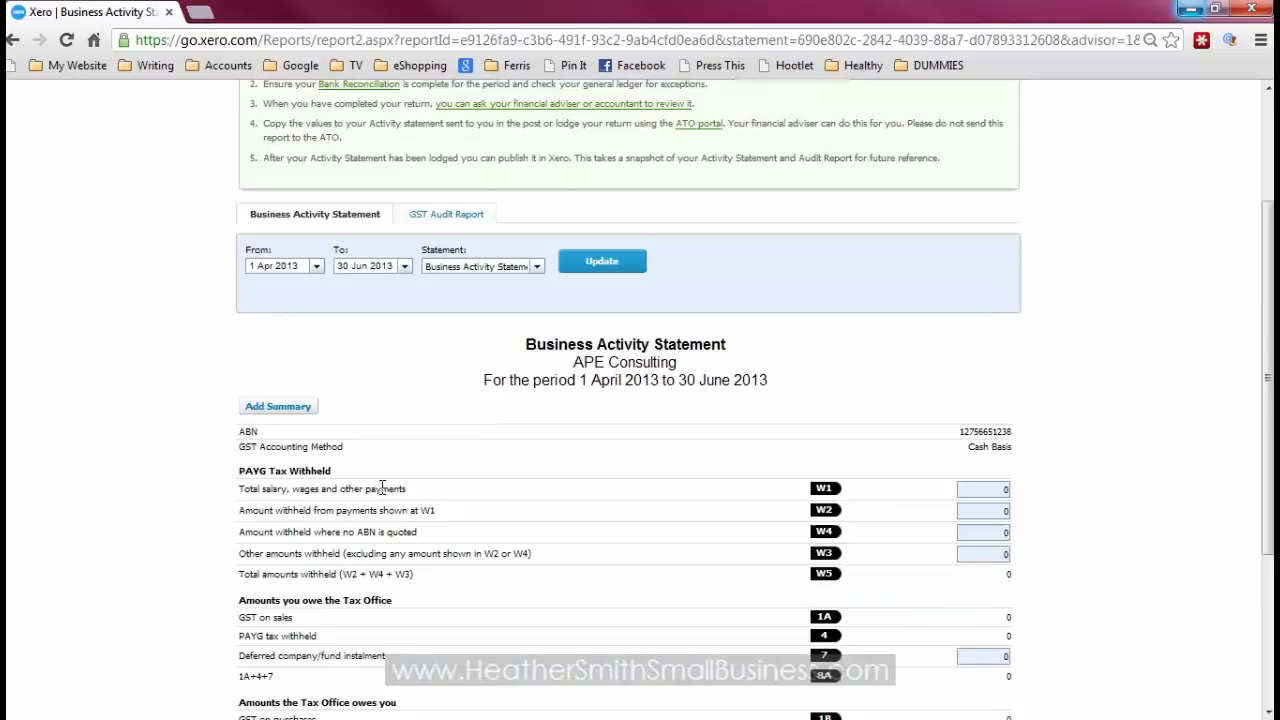 Xero | Business Activity St
https://go.xero.com/Reports/report2.aspx?reportId=e9126fa9-c3b6-491f-93c2-9ab4cfd0ea6d&statement=690e802c-2842-4039-88a7-d07893312608&advisor=18
My Website Writing Accounts Google TV eShopping Ferris Pin It Facebook Press This Hootlet Healthy DUMMIES
2. Ensure your Bank Reconciliation is complete for the period and check your general ledger for exceptions.
3. When you have completed your return, you can ask your financial adviser or accountant to review it.
4. Copy the values to your Activity statement sent to you in the post or lodge your return using the ATO portal. Your financial adviser can do this for you. Please do not send this
report to the ATO.
5. After your Activity Statement has been lodged you can publish it in Xero. This takes a snapshot of your Activity Statement and Audit Report for future reference.
Business Activity Statement GST Audit Report
From: To: Statement:
1 Apr 2013 30 Jun 2013 Business Activity Statem
Update
Business Activity Statement
APE Consulting
For the period 1 April 2013 to 30 June 2013
Add Summary
ABN 12756651238
GST Accounting Method Cash Basis
PAYG Tax Withheld
Total salary, wages and other payments W1 0
Amount withheld from payments shown at W1 W2 0
Amount withheld where no ABN is quoted W4 0
Other amounts withheld (excluding any amount shown in W2 or W4) W3 0
Total amounts withheld (W2 + W4 + W3) W5 0
Amounts you owe the Tax Office
GST on sales 1A 0
PAYG tax withheld 4 0
Deferred company/fund instalment 7 0
www.HeatherSmithSmallBusiness.com
1A+4+7 8A 0
Amounts the Tax Office owes you
GST on purchases 1B 0